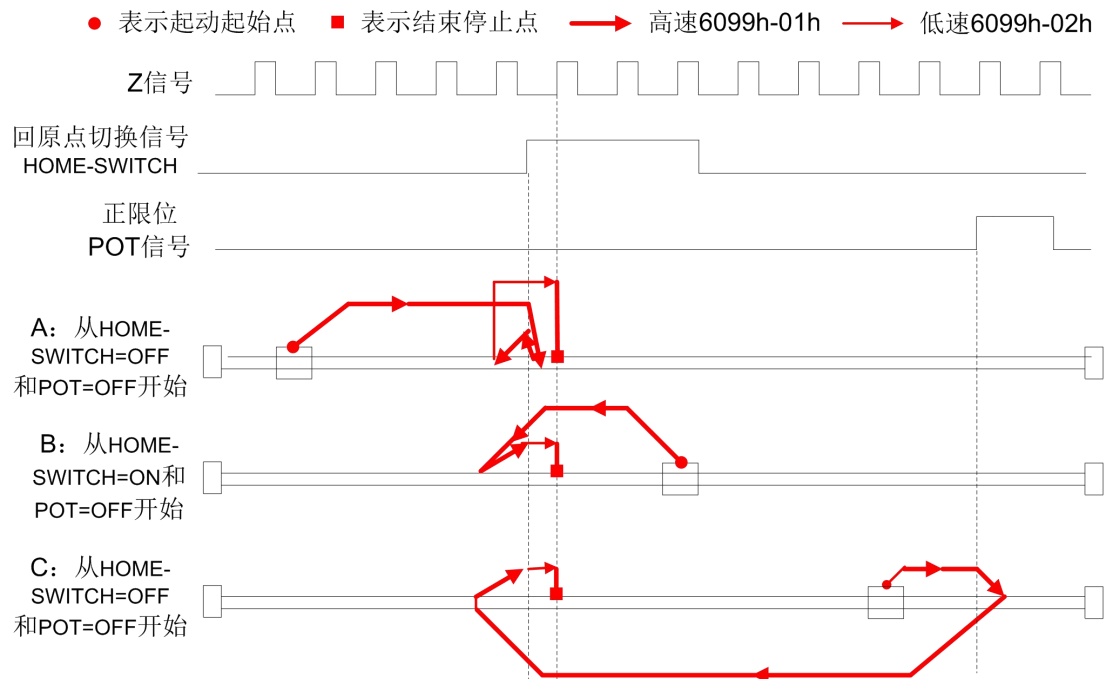 表示起动起始点 表示结束停止点 高速6099h-01h 低速6099h-02h
Z信号
回原点切换信号
HOME-SWITCH
正限位
POT信号
A：从HOME-
SWITCH=OFF
和POT=OFF开始
B：从HOME-
SWITCH=ON和
POT=OFF开始
C：从HOME-
SWITCH=OFF
和POT=OFF开始